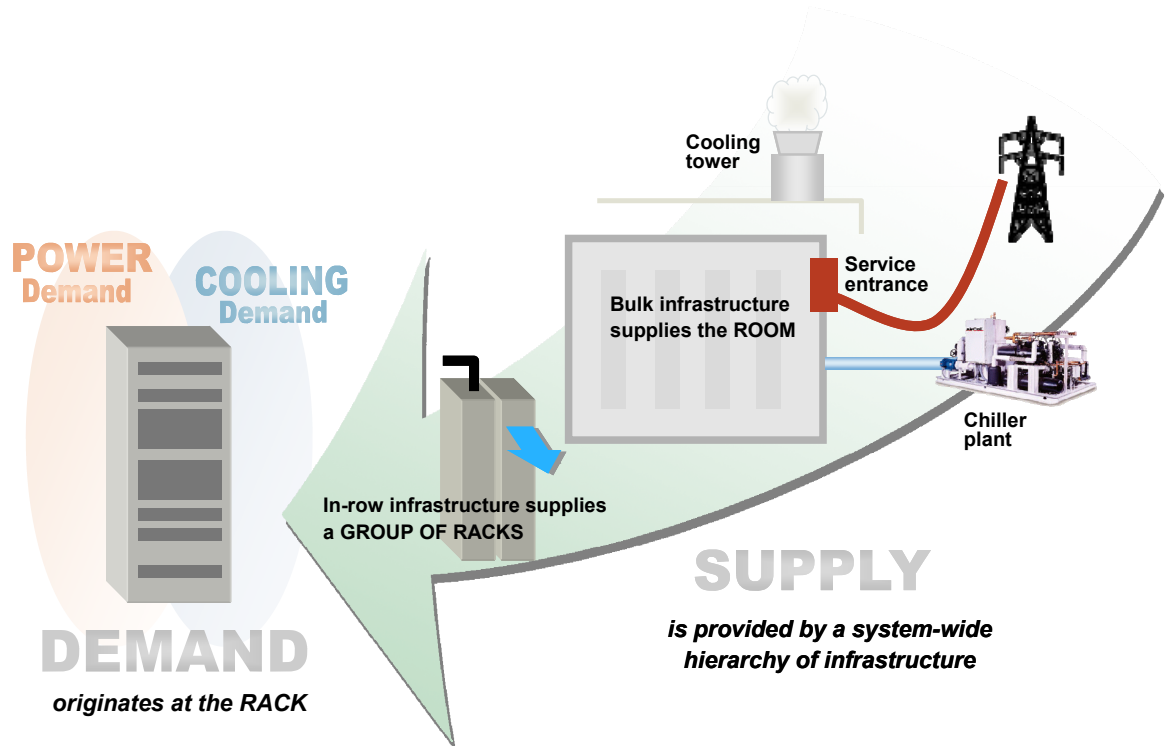 POWER
Demand
COOLING
Demand
DEMAND
originates at the RACK
In-row infrastructure supplies
a GROUP OF RACKS
Cooling
tower
Bulk infrastructure
supplies the ROOM
Service
entrance
Chiller
plant
SUPPLY
is provided by a system-wide
hierarchy of infrastructure